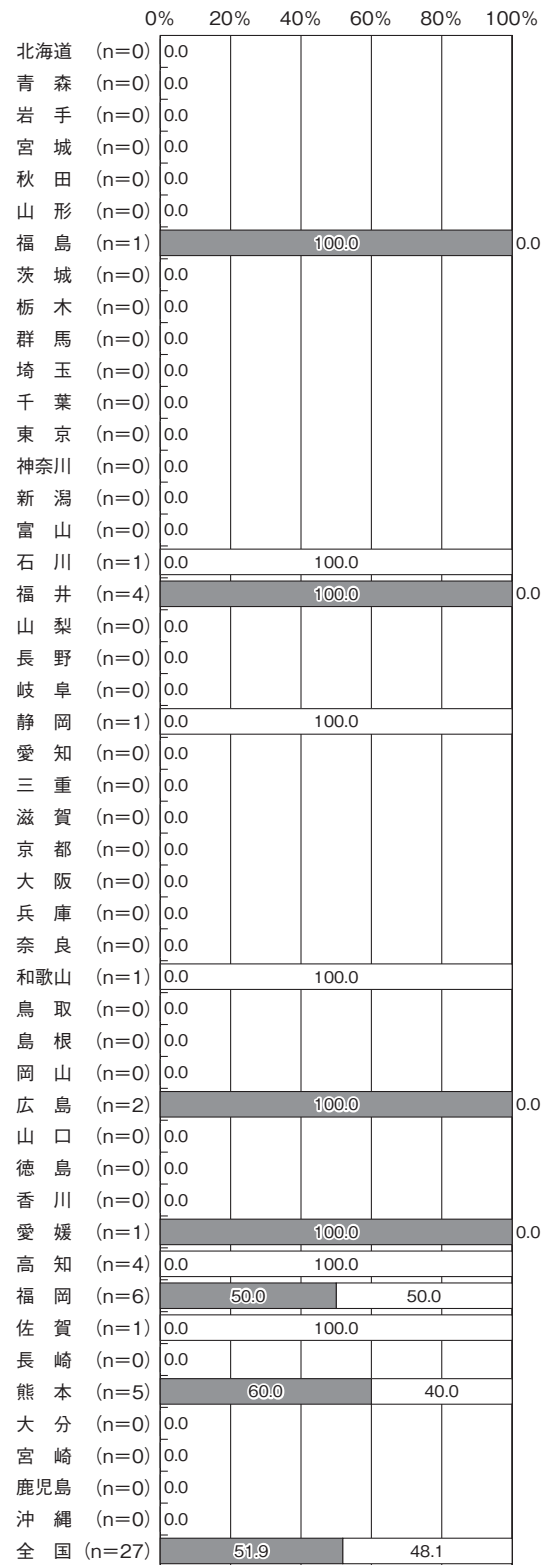 0% 20% 40% 60% 80% 100%
北海道 (n=0) 0.0
青 森 (n=0) 0.0
岩 手 (n=0) 0.0
宮 城 (n=0) 0.0
秋 田 (n=0) 0.0
山 形 (n=0) 0.0
福 島 (n=1) 100.0 0.0
茨 城 (n=0) 0.0
栃 木 (n=0) 0.0
群 馬 (n=0) 0.0
埼 玉 (n=0) 0.0
千 葉 (n=0) 0.0
東 京 (n=0) 0.0
神奈川 (n=0) 0.0
新 潟 (n=0) 0.0
富 山 (n=0) 0.0
石 川 (n=1) 0.0 100.0
福 井 (n=4) 100.0 0.0
山 梨 (n=0) 0.0
長 野 (n=0) 0.0
岐 阜 (n=0) 0.0
静 岡 (n=1) 0.0 100.0
愛 知 (n=0) 0.0
三 重 (n=0) 0.0
滋 賀 (n=0) 0.0
京 都 (n=0) 0.0
大 阪 (n=0) 0.0
兵 庫 (n=0) 0.0
奈 良 (n=0) 0.0
和歌山 (n=1) 0.0 100.0
鳥 取 (n=0) 0.0
島 根 (n=0) 0.0
岡 山 (n=0) 0.0
広 島 (n=2) 100.0 0.0
山 口 (n=0) 0.0
徳 島 (n=0) 0.0
香 川 (n=0) 0.0
愛 媛 (n=1) 100.0 0.0
高 知 (n=4) 0.0 100.0
福 岡 (n=6) 50.0 50.0
佐 賀 (n=1) 0.0 100.0
長 崎 (n=0) 0.0
熊 本 (n=5) 60.0 40.0
大 分 (n=0) 0.0
宮 崎 (n=0) 0.0
鹿児島 (n=0) 0.0
沖 縄 (n=0) 0.0
全 国 (n=27) 51.9 48.1